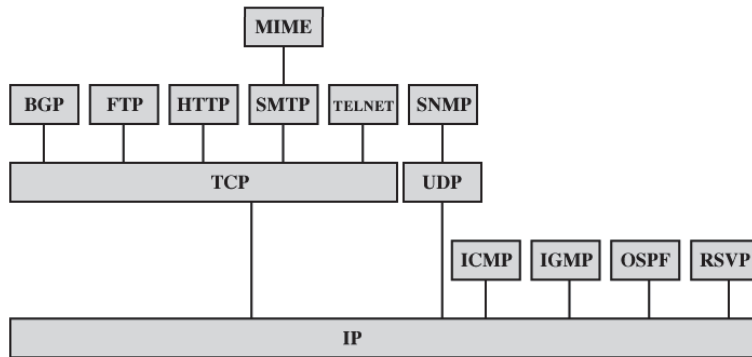 MIME
BGP FTP HTTP SMTP TELNET SNMP
TCP UDP
ICMP IGMP OSPF RSVP
IP